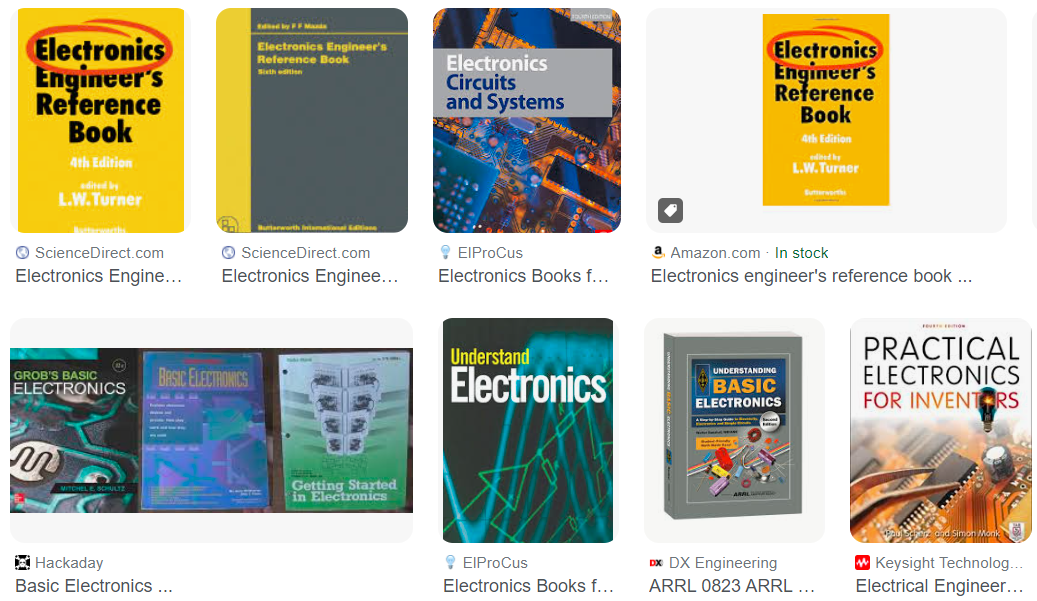 Electronics
Engineer's
Reference
Book
4th Edition
edited by
L.W.Turner
Butterworths
ScienceDirect.com
Electronics Engine...
Edited by F F Mazda
Electronics Engineer's
Reference Book
Sixth edition
Butterworth International Editions
ScienceDirect.com
Electronics Enginee...
FOURTH EDITION
Electronics
Circuits
and Systems
ElProCus
Electronics Books f...
Electronics
Engineer's
Reference
Book
4th Edition
edited by
L.W.Turner
Butterworths
Amazon.com · In stock
Electronics engineer's reference book ...
GROB'S BASIC
ELECTRONICS
MITCHEL E. SCHULTZ
BASIC ELECTRONICS
Getting Started
in Electronics
Hackaday
Basic Electronics ...
Understand
Electronics
ElProCus
Electronics Books f...
UNDERSTANDING BASIC ELECTRONICS
UNDERSTANDING
BASIC
ELECTRONICS
Second
Edition
ARRL
DX
DX Engineering
ARRL 0823 ARRL ...
FOURTH EDITION
PRACTICAL
ELECTRONICS
FOR INVENTORS
Paul Scherz and Simon Monk
Keysight Technolog...
Electrical Engineer...